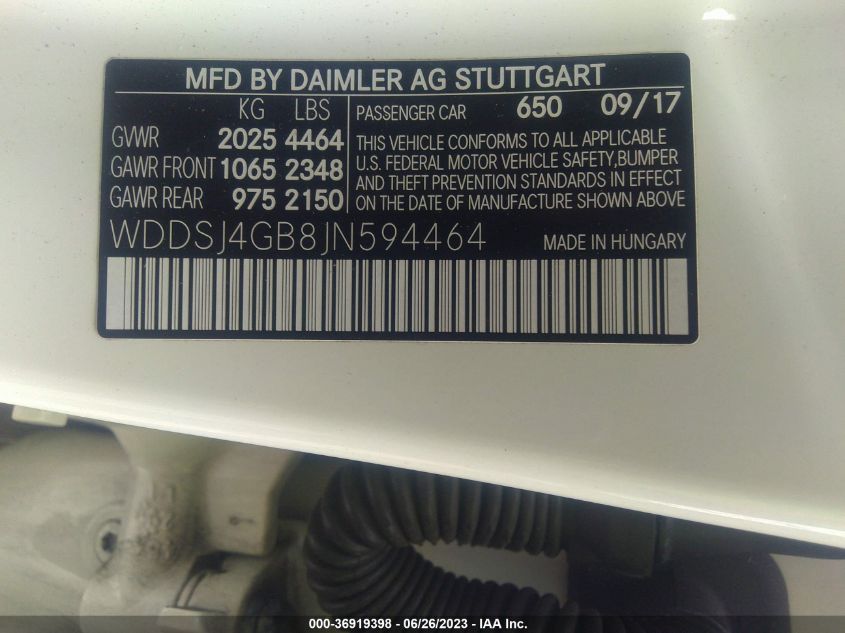 MFD BY DAIMLER AG STUTTGART
KG LBS
GVWR 2025 4464
GAWR FRONT 1065 2348
GAWR REAR 975 2150
PASSENGER CAR 650 09/17
THIS VEHICLE CONFORMS TO ALL APPLICABLE
U.S. FEDERAL MOTOR VEHICLE SAFETY,BUMPER
AND THEFT PREVENTION STANDARDS IN EFFECT
ON THE DATE OF MANUFACTURE SHOWN ABOVE
WDDSJ4GB8JN594464 MADE IN HUNGARY
000-36919398 - 06/26/2023 - IAA Inc.